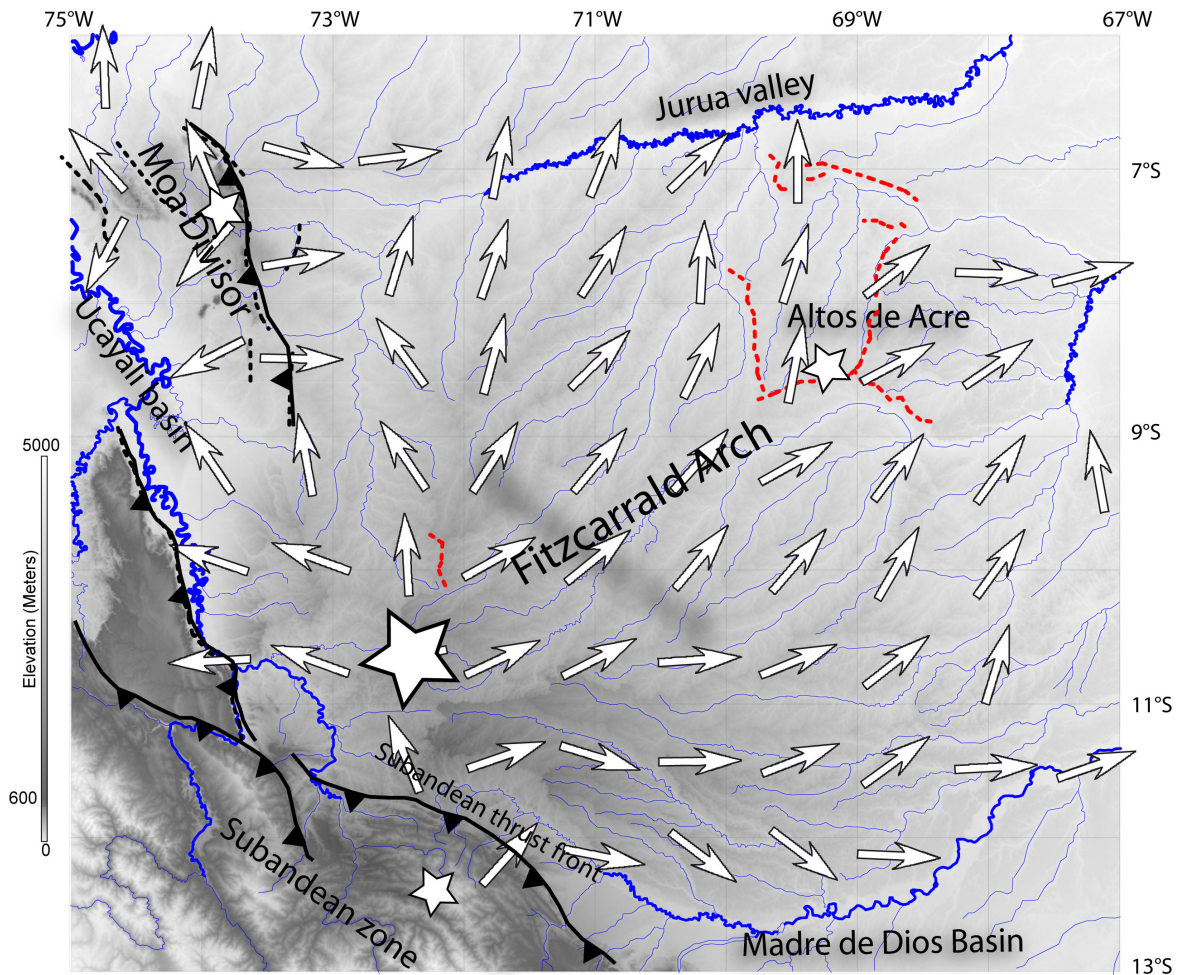 75°W
73°W
71°W
69°W
67°W
Jurua valley
7°S
Moa Divisor
Altos de Acre
Ucayali basin
9°S
5000
Fitzcarrald Arch
Elevation (Meters)
11°S
Subandean thrust front
600
0
Subandean zone
Madre de Dios Basin
13°S